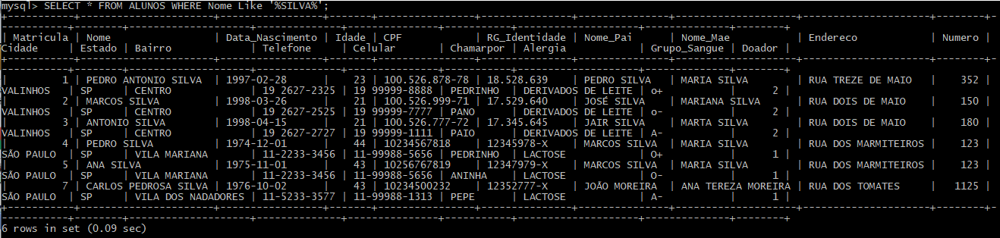 mysql> SELECT * FROM ALUNOS WHERE Nome Like '%SILVA%';
| Matricula | Nome | Data_Nascimento | Idade | CPF | RG_Identidade | Nome_Pai | Nome_Mae | Endereco | Numero |
Cidade | Estado | Bairro | Telefone | Celular | Chamarpor | Alergia | Grupo_Sangue | Doador |
| 1 | PEDRO ANTONIO SILVA | 1997-02-28 | 23 | 100.526.878-78 | 18.528.639 | PEDRO SILVA | MARIA SILVA | RUA TREZE DE MAIO | 352 |
VALINHOS | SP | CENTRO | 19 2627-2325 | 19 99999-8888 | PEDRINHO | DERIVADOS DE LEITE | o+ | 2 |
| 2 | MARCOS SILVA | 1998-03-26 | 21 | 100.526.999-71 | 17.529.640 | JOSÉ SILVA | MARIANA SILVA | RUA DOIS DE MAIO | 150 |
VALINHOS | SP | CENTRO | 19 2627-2525 | 19 99999-7777 | PANO | DERIVADOS DE LEITE | o- | 2 |
| 3 | ANTONIO SILVA | 1998-04-15 | 21 | 100.526.777-72 | 17.345.645 | JAIR SILVA | MARTA SILVA | RUA DOIS DE MAIO | 180 |
VALINHOS | SP | CENTRO | 19 2627-2727 | 19 99999-1111 | PAIO | DERIVADOS DE LEITE | A- | 2 |
| 4 | PEDRO SILVA | 1974-12-01 | 44 | 10234567818 | 12345978-X | MARCOS SILVA | MARIA SILVA | RUA DOS MARMITEIROS | 123 |
SÃO PAULO | SP | VILA MARIANA | 11-2233-3456 | 11-99988-5656 | PEDRINHO | LACTOSE | O+ | 1 |
| 5 | ANA SILVA | 1975-11-01 | 43 | 10256767819 | 12347979-X | MARCOS SILVA | MARIA SILVA | RUA DOS MARMITEIROS | 123 |
SÃO PAULO | SP | VILA MARIANA | 11-2233-3456 | 11-99988-5656 | ANINHA | LACTOSE | O- | 1 |
| 7 | CARLOS PEDROSA SILVA | 1976-10-02 | 43 | 10234500232 | 12352777-X | JOÃO MOREIRA | ANA TEREZA MOREIRA | RUA DOS TOMATES | 1125 |
SÃO PAULO | SP | VILA DOS NADADORES | 11-5233-3577 | 11-99988-1313 | PEPE | LACTOSE | A- | 1 |
6 rows in set (0.09 sec)